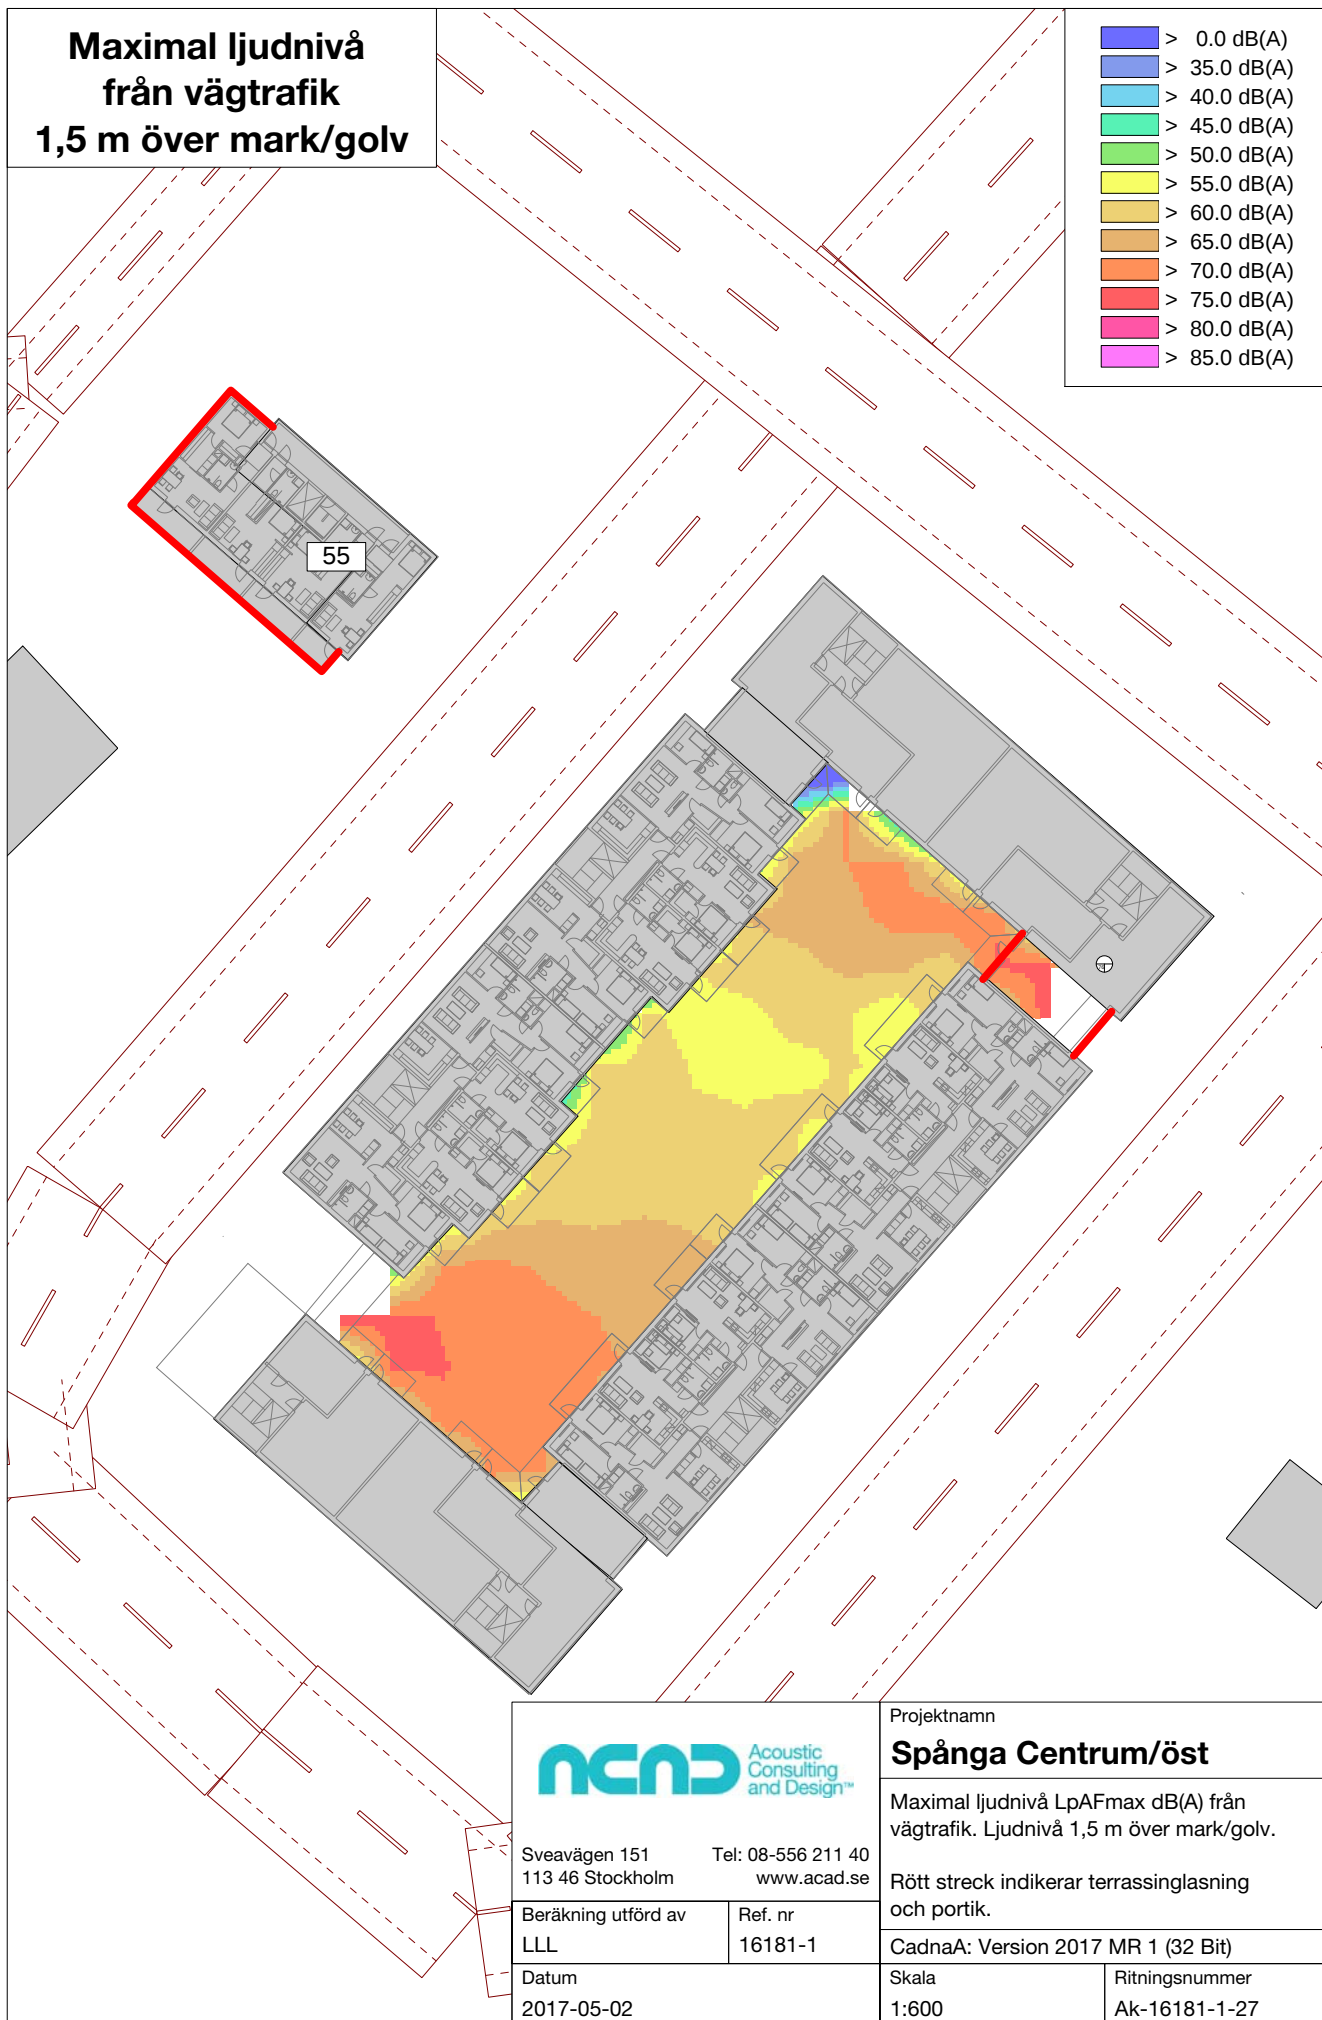 Maximal ljudnivå
från vägtrafik
1,5 m över mark/golv
> 0.0 dB(A)
> 35.0 dB(A)
> 40.0 dB(A)
> 45.0 dB(A)
> 50.0 dB(A)
> 55.0 dB(A)
> 60.0 dB(A)
> 65.0 dB(A)
> 70.0 dB(A)
> 75.0 dB(A)
> 80.0 dB(A)
> 85.0 dB(A)
55
ACAD
Acoustic
Consulting
and Design™
Sveavägen 151
113 46 Stockholm
Tel: 08-556 211 40
www.acad.se
Beräkning utförd av
LLL
Ref. nr
16181-1
Datum
2017-05-02
Projektnamn
Spånga Centrum/öst
Maximal ljudnivå LpAFmax dB(A) från
vägtrafik. Ljudnivå 1,5 m över mark/golv.
Rött streck indikerar terrassinglasning
och portik.
CadnaA: Version 2017 MR 1 (32 Bit)
Skala
1:600
Ritningsnummer
Ak-16181-1-27